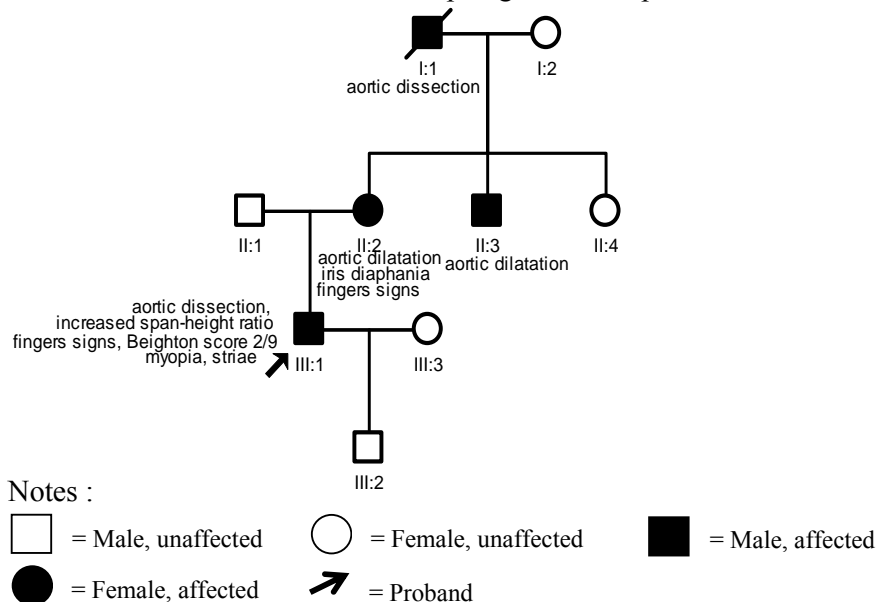 I:1
I:2
aortic dissection
II:1
II:2
II:3
II:4
aortic dilatation
iris diaphania
fingers signs
aortic dilatation
aortic dissection,
increased span-height ratio
fingers signs, Beighton score 2/9
myopia, striae
III:1
III:3
III:2
Notes :
= Male, unaffected
= Female, unaffected
= Male, affected
= Female, affected
= Proband